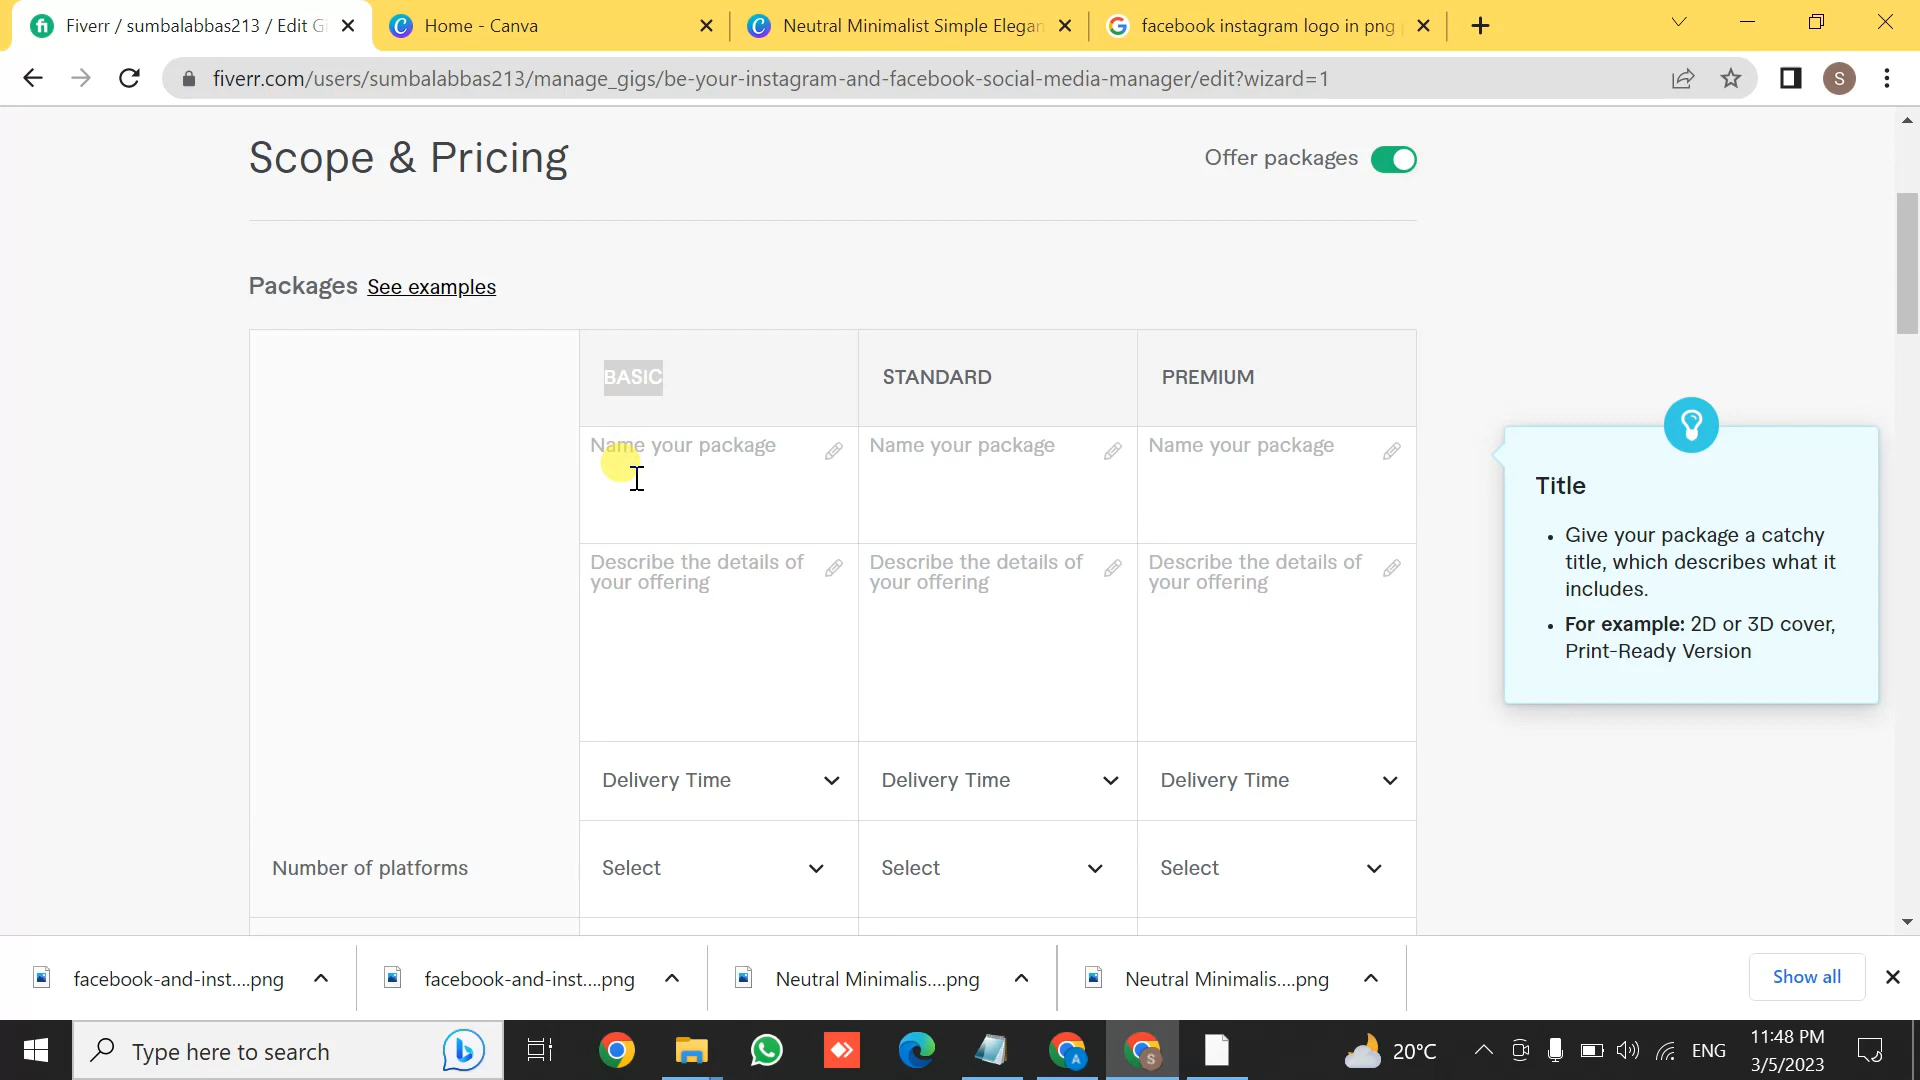 Fiverr / sumbalabbas213 / Edit Gi
Home - Canva
Neutral Minimalist Simple Elegan
facebook instagram logo in png
fiverr.com/users/sumbalabbas213/manage_gigs/be-your-instagram-and-facebook-social-media-manager/edit?wizard=1
S
Scope & Pricing
Offer packages
Packages See examples
BASIC
STANDARD
PREMIUM
Name your package
Name your package
Name your package
Describe the details of
your offering
Describe the details of
your offering
Describe the details of
your offering
Delivery Time
Delivery Time
Delivery Time
Number of platforms
Select
Select
Select
Title
• Give your package a catchy
title, which describes what it
includes.
• For example: 2D or 3D cover,
Print-Ready Version
facebook-and-inst....png
facebook-and-inst....png
Neutral Minimalis....png
Neutral Minimalis....png
Show all
Type here to search
A
S
20°C
ENG
11:48 PM
3/5/2023